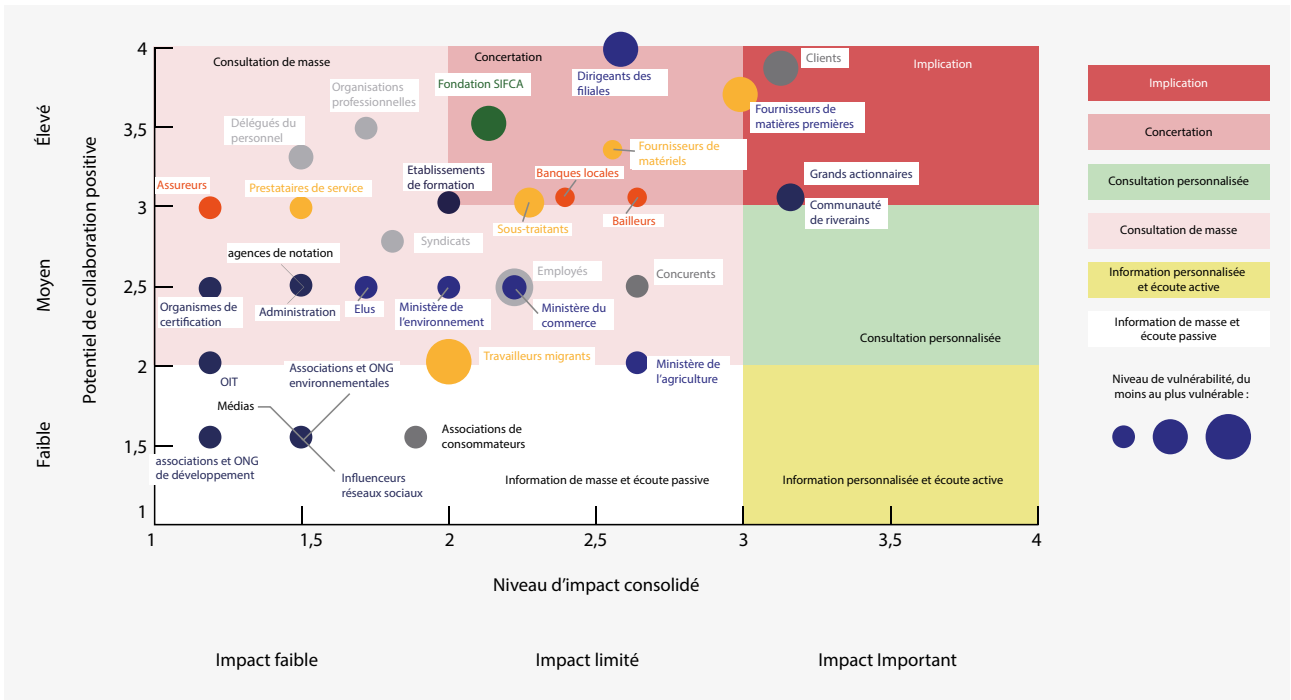 4
Consultation de masse
Concertation
Implication
Clients
Dirigeants des
filiales
Organisations
professionnelles
Fondation SIFCA
Fournisseurs de
matières premières
Élevé
3,5
Délégués du
personnel
Fournisseurs de
matériels
Assureurs
Prestataires de service
Etablissements
de formation
Banques locales
Grands actionnaires
3
Sous-traitants
Bailleurs
Communauté
de riverains
Potentiel de collaboration positive
Moyen
agences de notation
Syndicats
Employés
Concurents
2,5
Organismes de
certification
Administration
Elus
Ministère de
l'environnement
Ministère du
commerce
Consultation personnalisée
Travailleurs migrants
Ministère de
l'agriculture
2
OIT
Associations et ONG
environnementales
Médias
Faible
1,5
Associations de
consommateurs
associations et ONG
de développement
Influenceurs
réseaux sociaux
Information de masse et écoute passive
Information personnalisée et écoute active
1
1
1,5
2
2,5
3
3,5
4
Niveau d'impact consolidé
Impact faible
Impact limité
Impact Important
Implication
Concertation
Consultation personnalisée
Consultation de masse
Information personnalisée
et écoute active
Information de masse et
écoute passive
Niveau de vulnérabilité, du
moins au plus vulnérable :